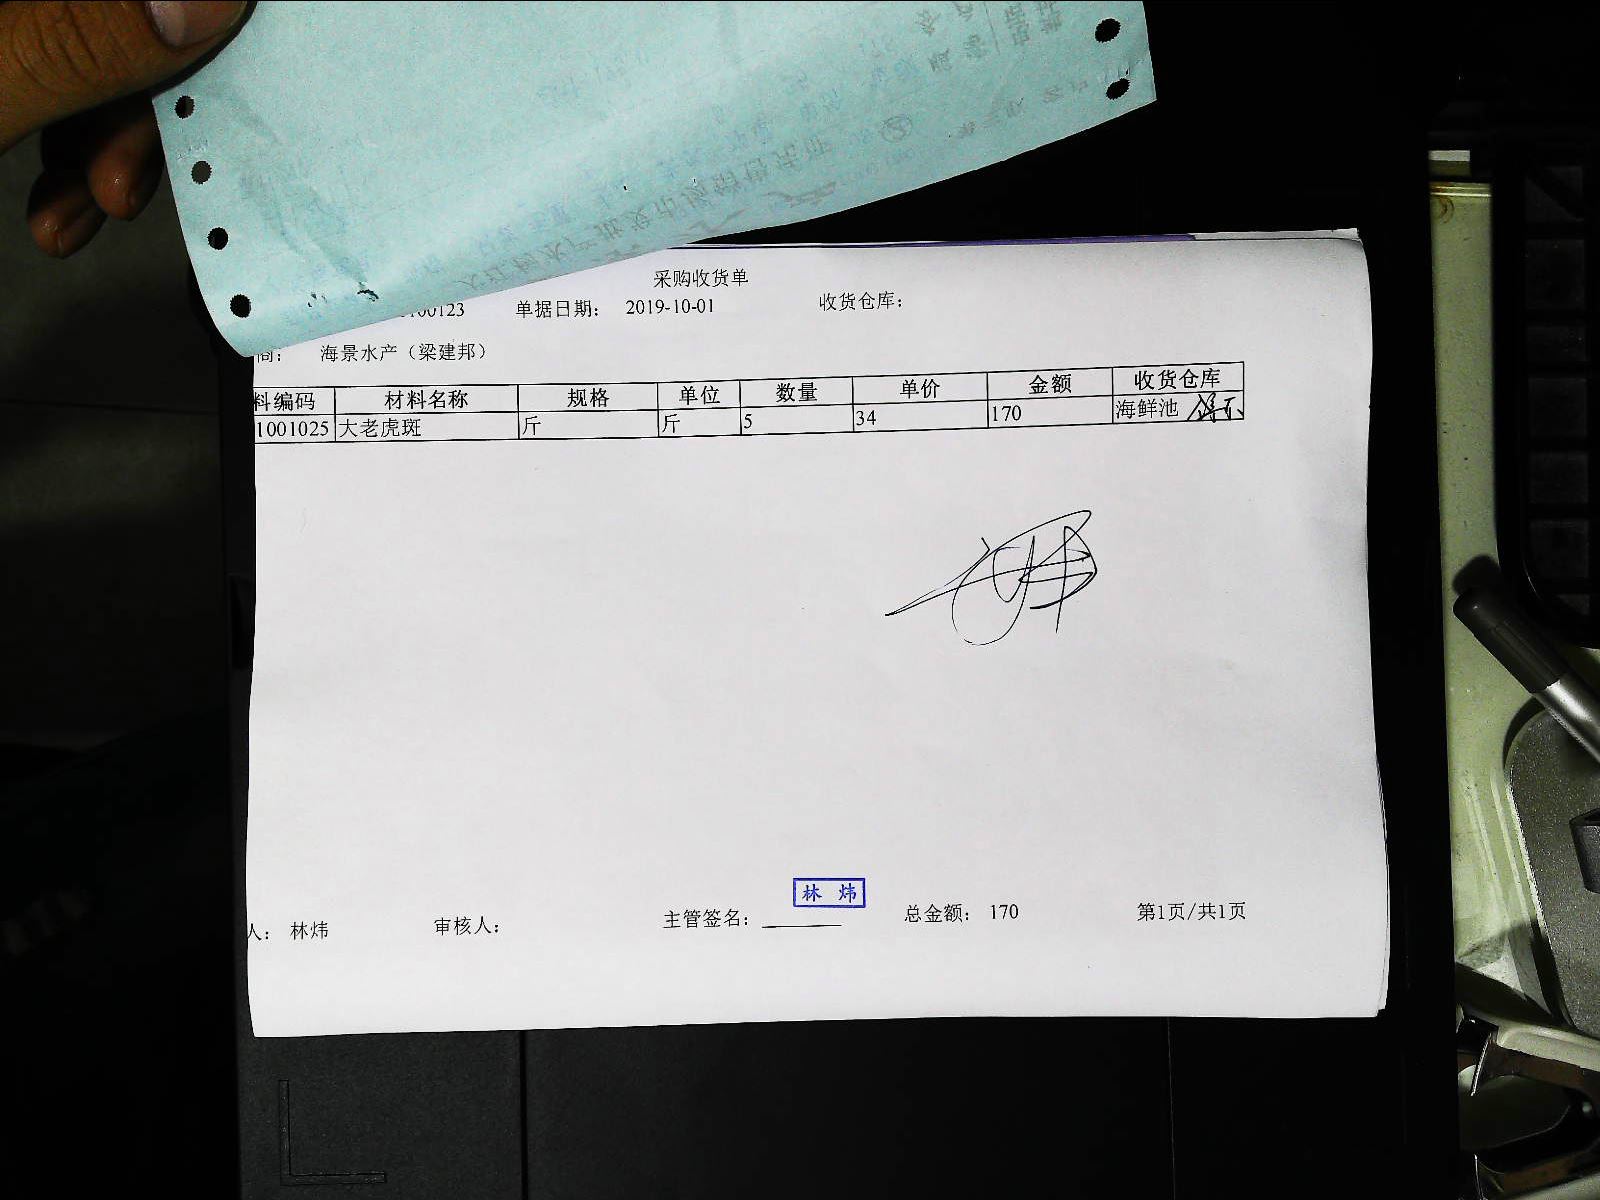 采购收货单
100123 单据日期： 2019-10-01 收货仓库：
商： 海景水产（梁建邦）
料编码 材料名称 规格 单位 数量 单价 金额 收货仓库
1001025 大老虎斑 斤 斤 5 34 170 海鲜池
林 炜
人： 林炜 审核人： 主管签名： 总金额： 170 第1页/共1页